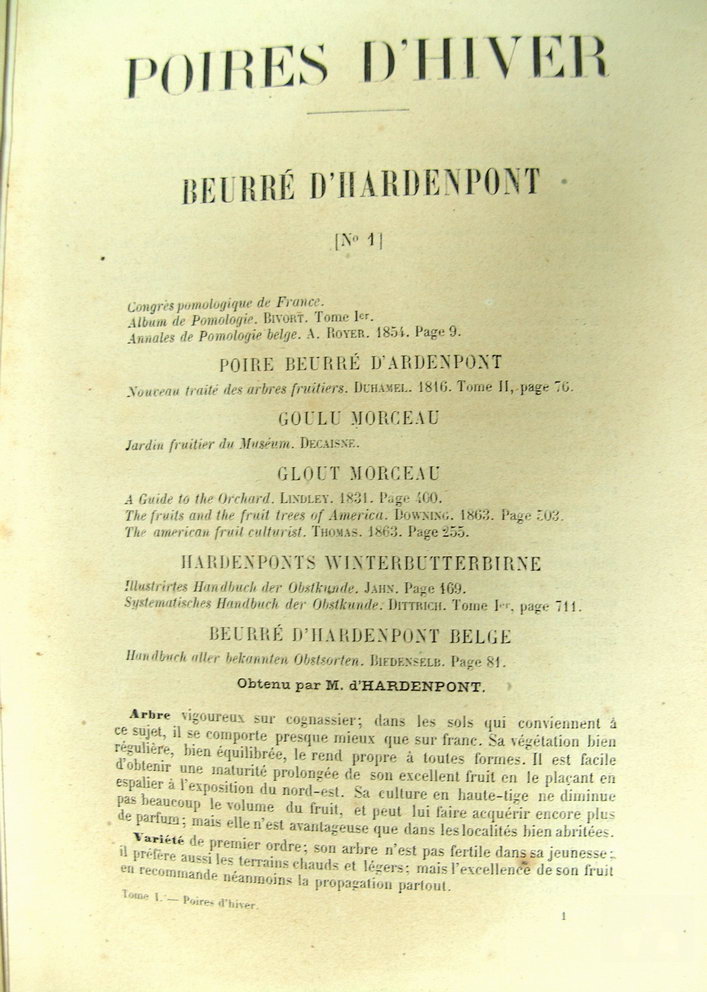 POIRES D'HIVER
BEURRÉ D'HARDENPONT
[No 1]
Congrès pomologique de France.
Album de Pomologie. BIVORT. Tome Ier.
Annales de Pomologie belge. A. ROYER. 1854. Page 9.
POIRE BEURRÉ D'ARDENPONT
Nouveau traité des arbres fruitiers. DUHAMEL. 1816. Tome II, page 76.
GOULU MORCEAU
Jardin fruitier du Muséum. DECAISNE.
GLOUT MORCEAU
A Guide to the Orchard. LINDLEY. 1831. Page 400.
The fruits and the fruit trees of America. DOWNING. 1863. Page 503.
The american fruit culturist. THOMAS. 1863. Page 255.
HARDENPONTS WINTERBUTTERBIRNE
Illustrirtes Handbuch der Obstkunde. JAHN. Page 169.
Systematisches Handbuch der Obstkunde. DITTRICH. Tome Ier, page 711.
BEURRÉ D'HARDENPONT BELGE
Handbuch aller bekannten Obstsorten. BIEDENFELD. Page 81.
Obtenu par M. d'HARDENPONT.
Arbre vigoureux sur cognassier; dans les sols qui conviennent à
ce sujet, il se comporte presque mieux que sur franc. Sa végétation bien
régulière, bien équilibrée, le rend propre à toutes formes. Il est facile
d'obtenir une maturité prolongée de son excellent fruit en le plaçant en
espalier à l'exposition du nord-est. Sa culture en haute-tige ne diminue
pas beaucoup le volume du fruit, et peut lui faire acquérir encore plus
de parfum; mais elle n'est avantageuse que dans les localités bien abritées.
Variété de premier ordre; son arbre n'est pas fertile dans sa jeunesse;
il préfère aussi les terrains chauds et légers; mais l'excellence de son fruit
en recommande néanmoins la propagation partout.
Tome I. — Poires d'hiver.
1